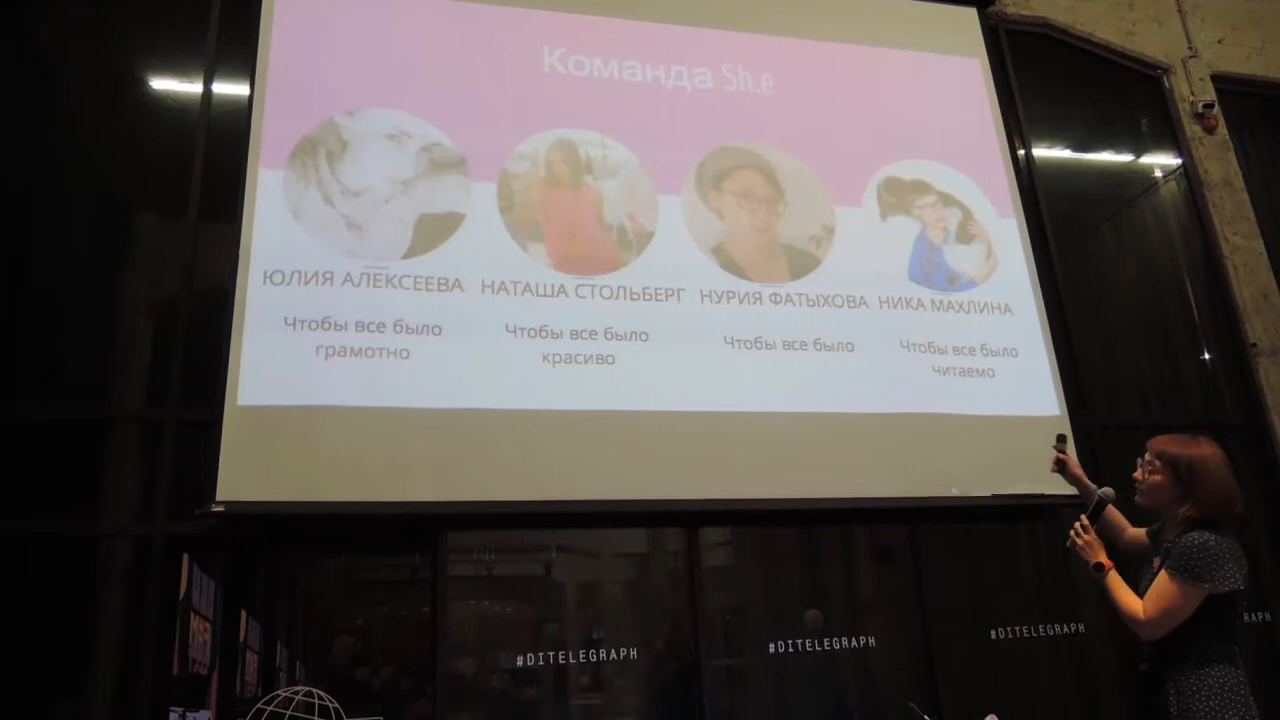 Команда Sh.e
ЮЛИЯ АЛЕКСЕЕВА
Чтобы все было
грамотно
НАТАША СТОЛЬБЕРГ
Чтобы все было
красиво
НУРИЯ ФАТЫХОВА
Чтобы все было
НИКА МАХЛИНА
Чтобы все было
читаемо
#DITELEGRAPH
#DITELEGRAPH
#DITELEGRAPH